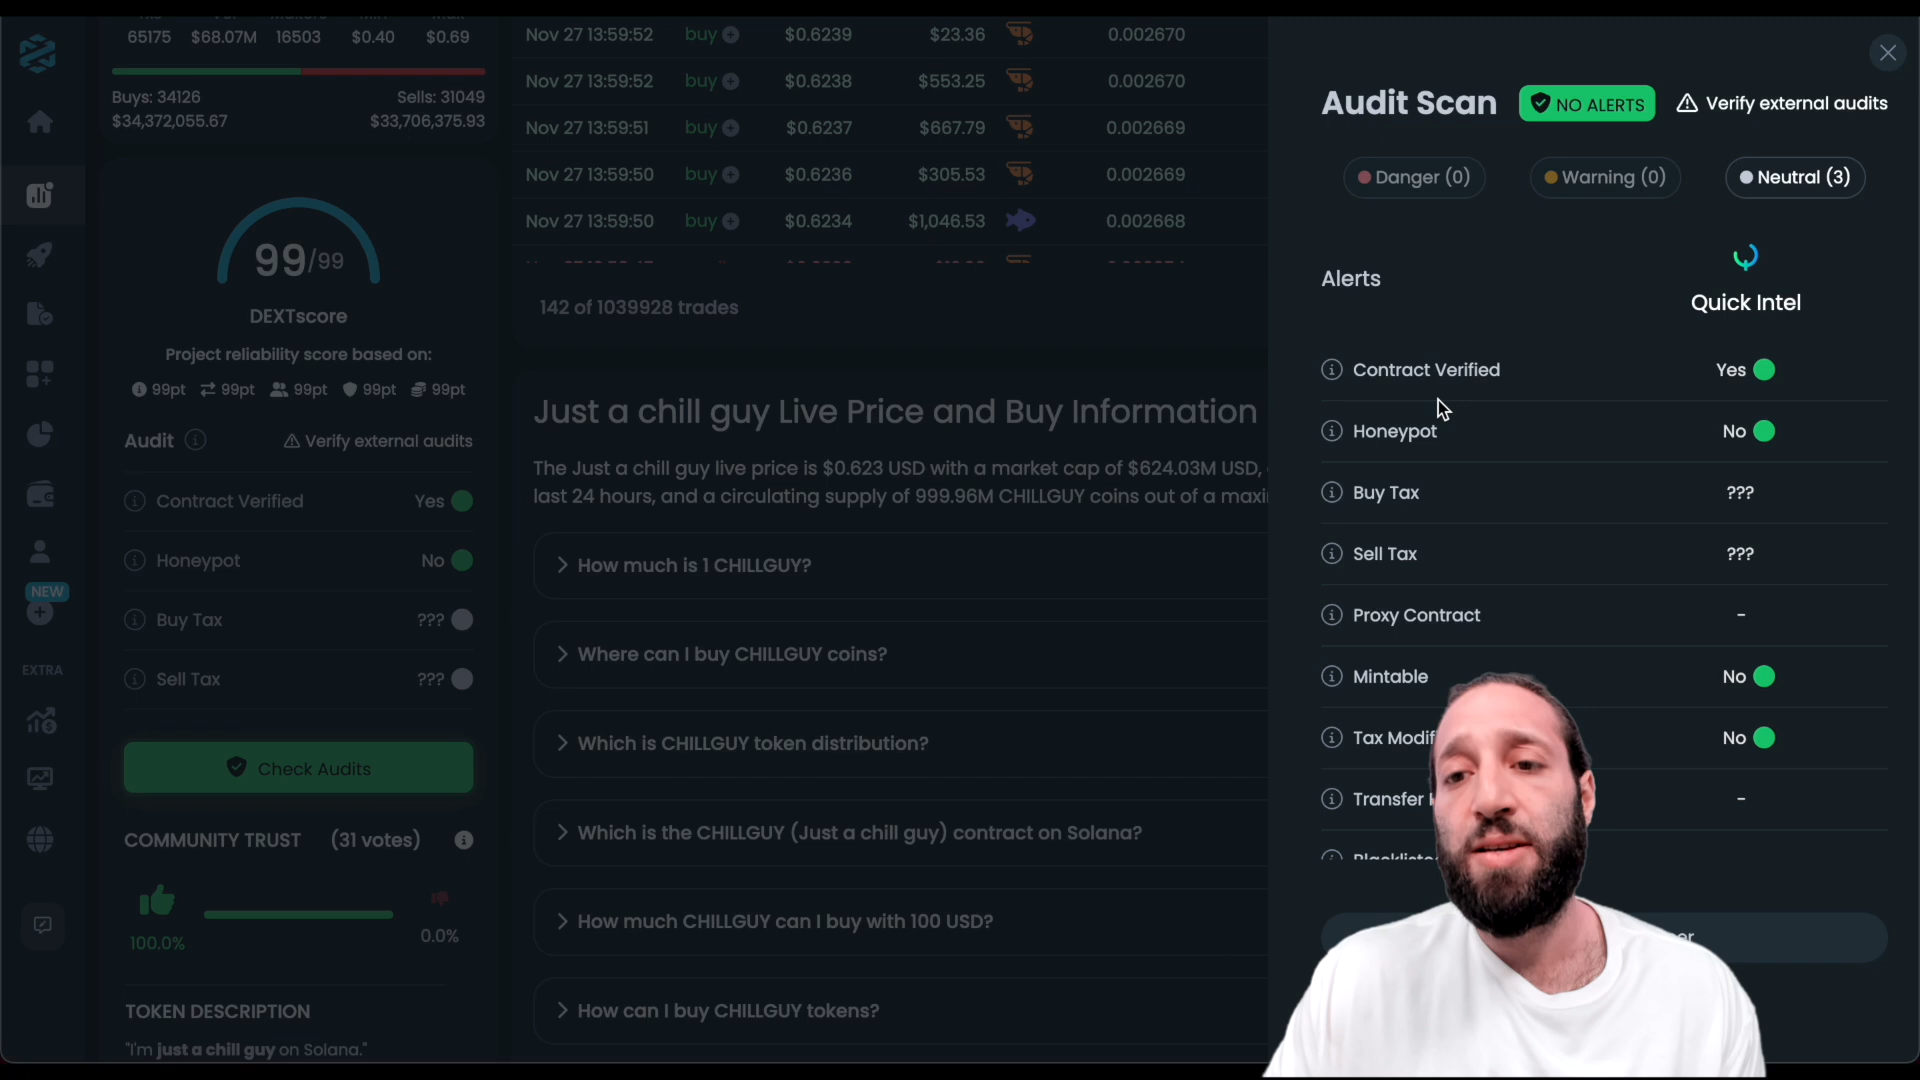 65175 $68.07M 16503 $0.40 $0.69
Buys: 34126 Sells: 31049
$34,372,055.67 $33,706,375.93
99/99
DEXTscore
Project reliability score based on:
99pt 99pt 99pt 99pt 99pt
Audit Verify external audits
Contract Verified Yes
Honeypot No
Buy Tax ???
Sell Tax ???
Check Audits
COMMUNITY TRUST (31 votes)
100.0% 0.0%
TOKEN DESCRIPTION
"I'm just a chill guy on Solana."
NEW
EXTRA
Nov 27 13:59:52 buy $0.6239 $23.36 0.002670
Nov 27 13:59:52 buy $0.6238 $553.25 0.002670
Nov 27 13:59:51 buy $0.6237 $667.79 0.002669
Nov 27 13:59:50 buy $0.6236 $305.53 0.002669
Nov 27 13:59:50 buy $0.6234 $1,046.53 0.002668
142 of 1039928 trades
Just a chill guy Live Price and Buy Information
The Just a chill guy live price is $0.623 USD with a market cap of $624.03M USD,
last 24 hours, and a circulating supply of 999.96M CHILLGUY coins out of a maxi
How much is 1 CHILLGUY?
Where can I buy CHILLGUY coins?
Which is CHILLGUY token distribution?
Which is the CHILLGUY (Just a chill guy) contract on Solana?
How much CHILLGUY can I buy with 100 USD?
How can I buy CHILLGUY tokens?
Audit Scan NO ALERTS Verify external audits
Danger (0) Warning (0) Neutral (3)
Alerts
Quick Intel
Contract Verified Yes
Honeypot No
Buy Tax ???
Sell Tax ???
Proxy Contract -
Mintable No
Tax Modif No
Transfer -